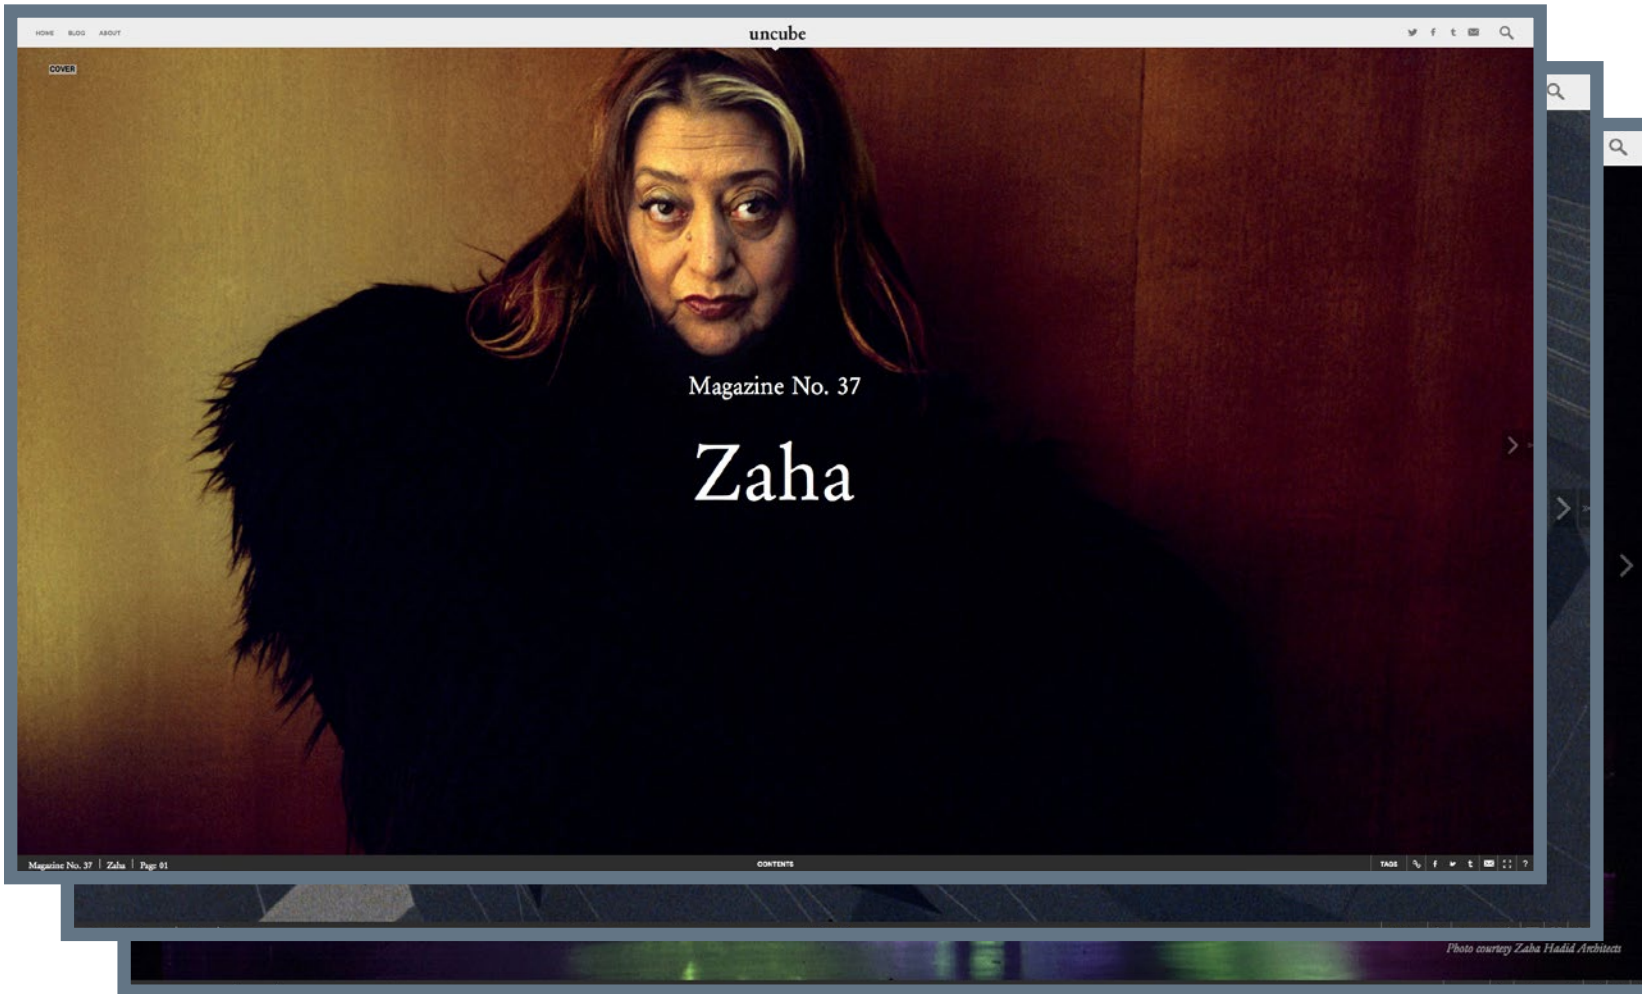 HOME BLOG ABOUT
uncube
COVER
Magazine No. 37
Zaha
Magazine No. 37 | Zaha | Page 01
CONTENTS
TAGS
?
Photo courtesy Zaha Hadid Architects